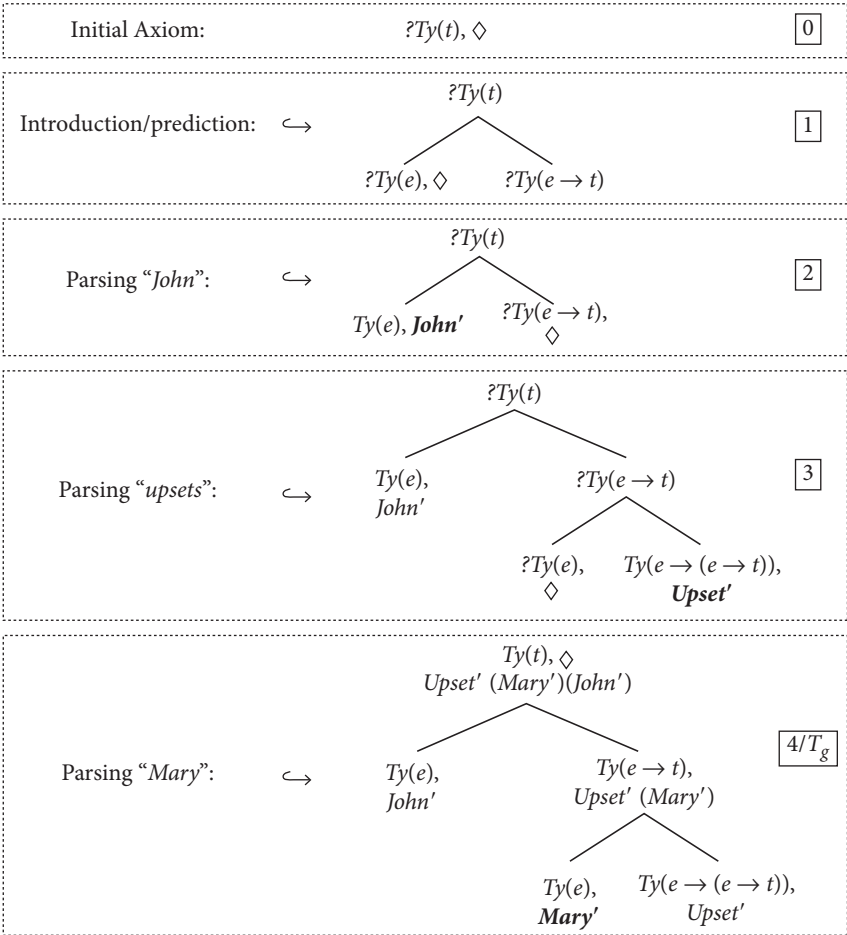 Initial Axiom: ?Ty(t), ◊ 0
?Ty(t)
Introduction/prediction: ↪ 1
?Ty(e), ◊ ?Ty(e → t)
?Ty(t)
Parsing “John”: ↪ 2
Ty(e), John′ ?Ty(e → t),
◊
?Ty(t)
Parsing “upsets”: ↪ 3
Ty(e), ?Ty(e → t)
John′
?Ty(e), Ty(e → (e → t)),
◊ Upset′
Ty(t), ◊
Upset′ (Mary′)(John′)
4/Tg
Parsing “Mary”: ↪
Ty(e), Ty(e → t),
John′ Upset′ (Mary′)
Ty(e), Ty(e → (e → t)),
Mary′ Upset′